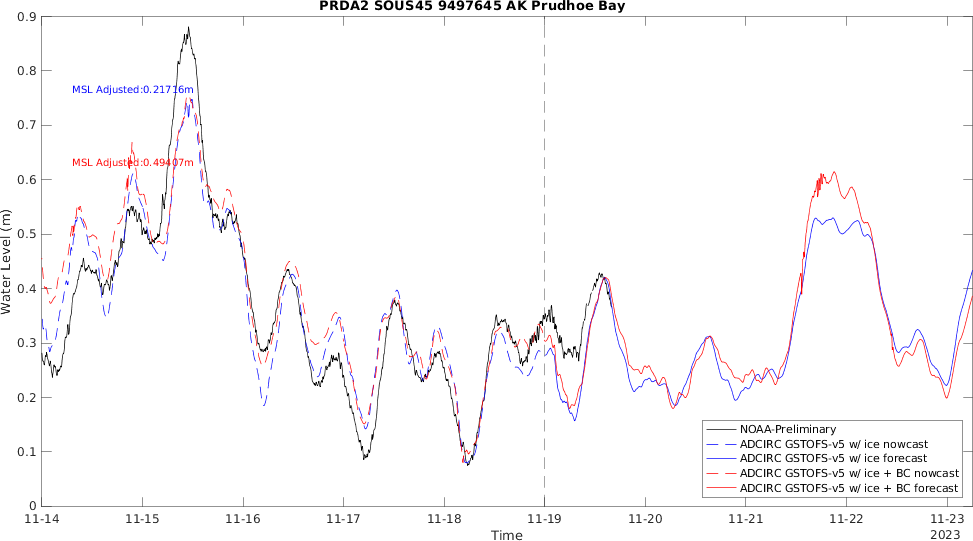 PRDA2 SOUS45 9497645 AK Prudhoe Bay
0.9
0.8
0.7
0.6
0.5
0.4
0.3
0.2
0.1
0
Water Level (m)
MSL Adjusted:0.21716m
MSL Adjusted:0.49407m
NOAA-Preliminary
ADCIRC GSTOFS-v5 w/ ice nowcast
ADCIRC GSTOFS-v5 w/ ice forecast
ADCIRC GSTOFS-v5 w/ ice + BC nowcast
ADCIRC GSTOFS-v5 w/ ice + BC forecast
11-14 11-15 11-16 11-17 11-18 11-19 11-20 11-21 11-22 11-23
Time
2023